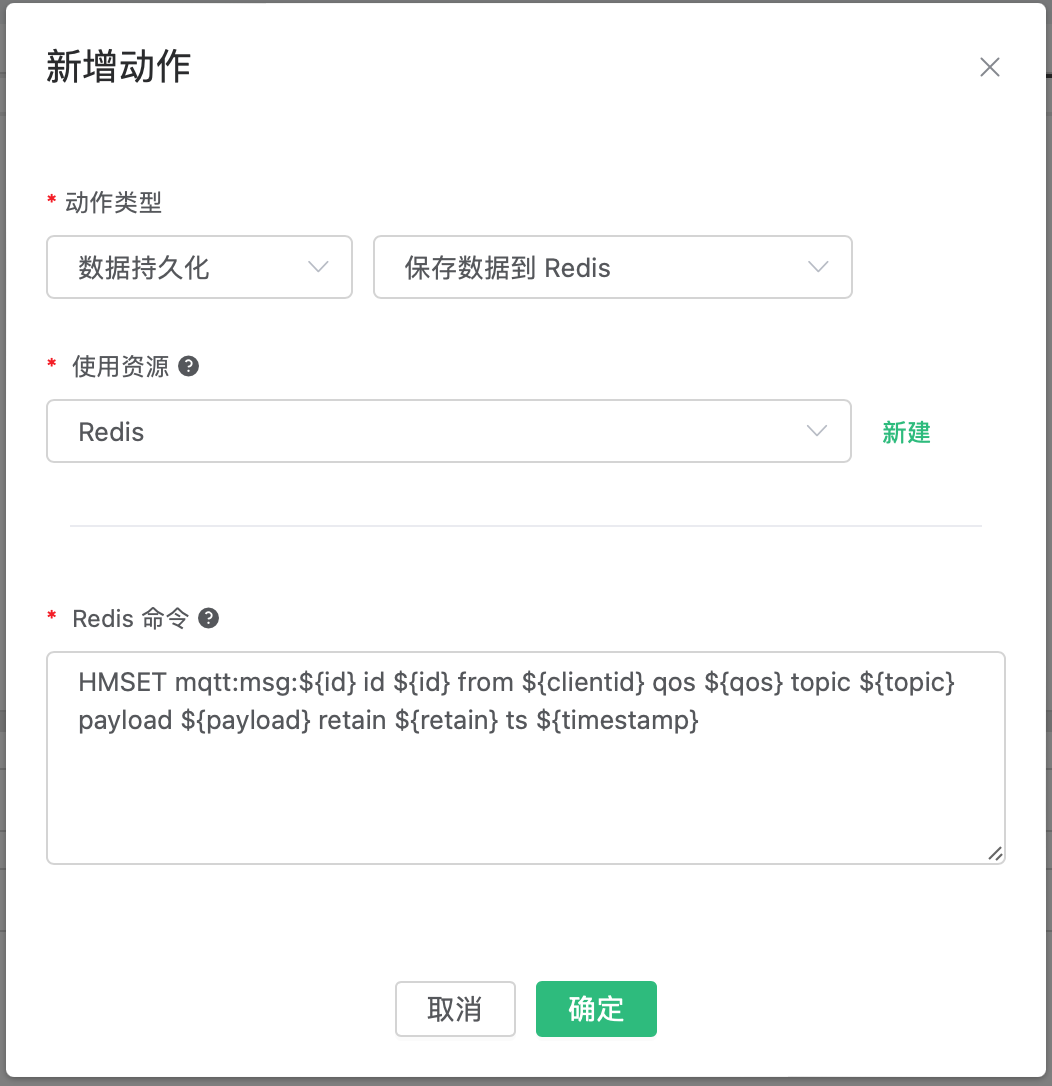 新增动作
* 动作类型
数据持久化
保存数据到 Redis
* 使用资源 ?
Redis
新建
* Redis 命令 ?
HMSET mqtt:msg:${id} id ${id} from ${clientid} qos ${qos} topic ${topic}
payload ${payload} retain ${retain} ts ${timestamp}
取消
确定